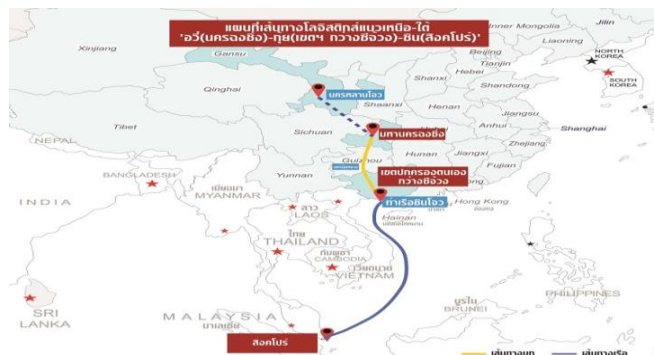 แผนที่เส้นทางโลจิสติกส์แนวเหนือ-ใต้
'อวี(นครฉงชิ่ง)-กุ้ย(เขตฯ กว่างซีจ้วง)-ซิน(สิงคโปร์)'
Inner Mongolia
Jilin
Xinjiang
Gansu
Beijing
Liaoning
NORTH
KOREA
Tianjin
Hebei
SOUTH
KOREA
Qinghai
นครหลานโจว
Shanxi
Shandong
Shaanxi
Henan
Jiangsu
Tibet
มหานครฉงชิ่ง
Anhui
Shanghai
Sichuan
Zhejiang
NEPAL
Guizhou
Hunan
Jiangxi
Fujian
BANGLADESH
Yunnan
เขตปกครองตนเอง
กว่างซีจ้วง
INDIA
เมียนมา
MYANMAR
ท่าเรือชินโจว
Hong Kong
Hainan
ลาว
LAOS
ไทย
THAILAND
กัมพูชา
CAMBODIA
เวียดนาม
VIETNAM
PHILIPPINES
SRI
LANKA
MALAYSIA
มาเลเซีย
บรูไน
BRUNEI
สิงคโปร์
เส้นทางบก
เส้นทางเรือ